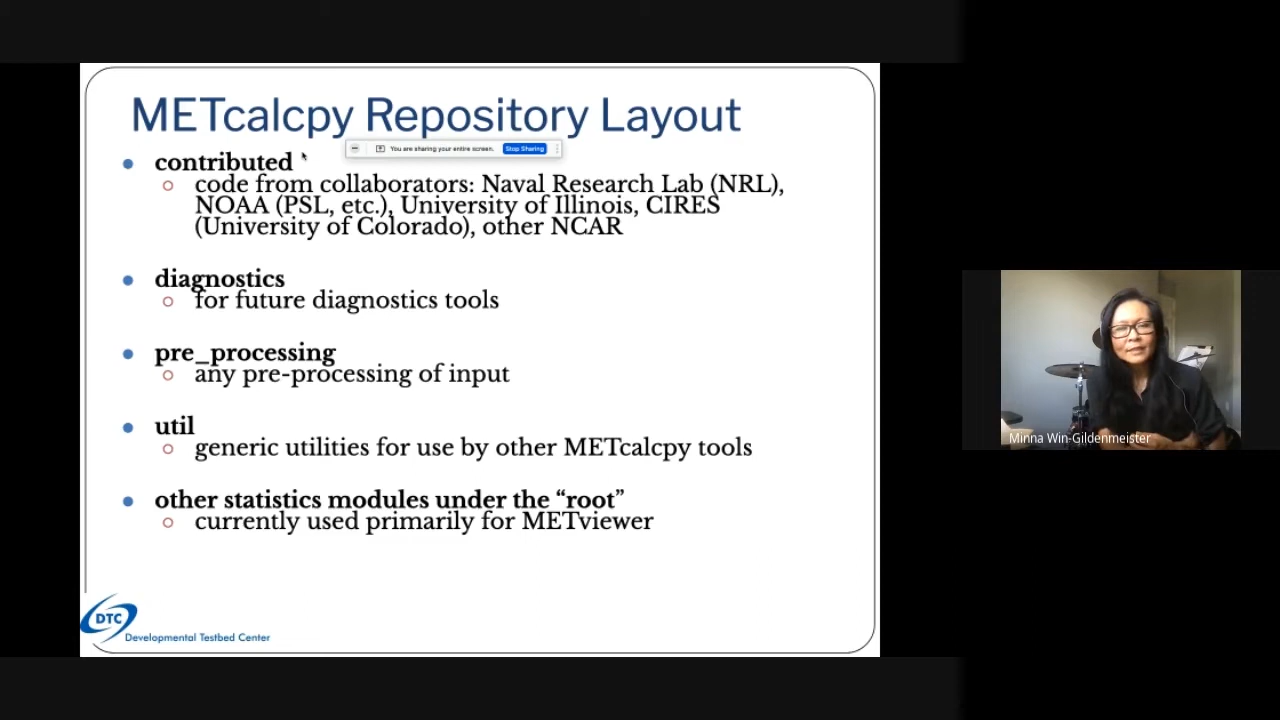 METcalcpy Repository Layout
You are sharing your entire screen.
Stop Sharing
contributed
code from collaborators: Naval Research Lab (NRL),
NOAA (PSL, etc.), University of Illinois, CIRES
(University of Colorado), other NCAR
diagnostics
for future diagnostics tools
pre_processing
any pre-processing of input
util
generic utilities for use by other METcalcpy tools
other statistics modules under the “root”
currently used primarily for METviewer
DTC
Developmental Testbed Center
Minna Win-Gildenmeister